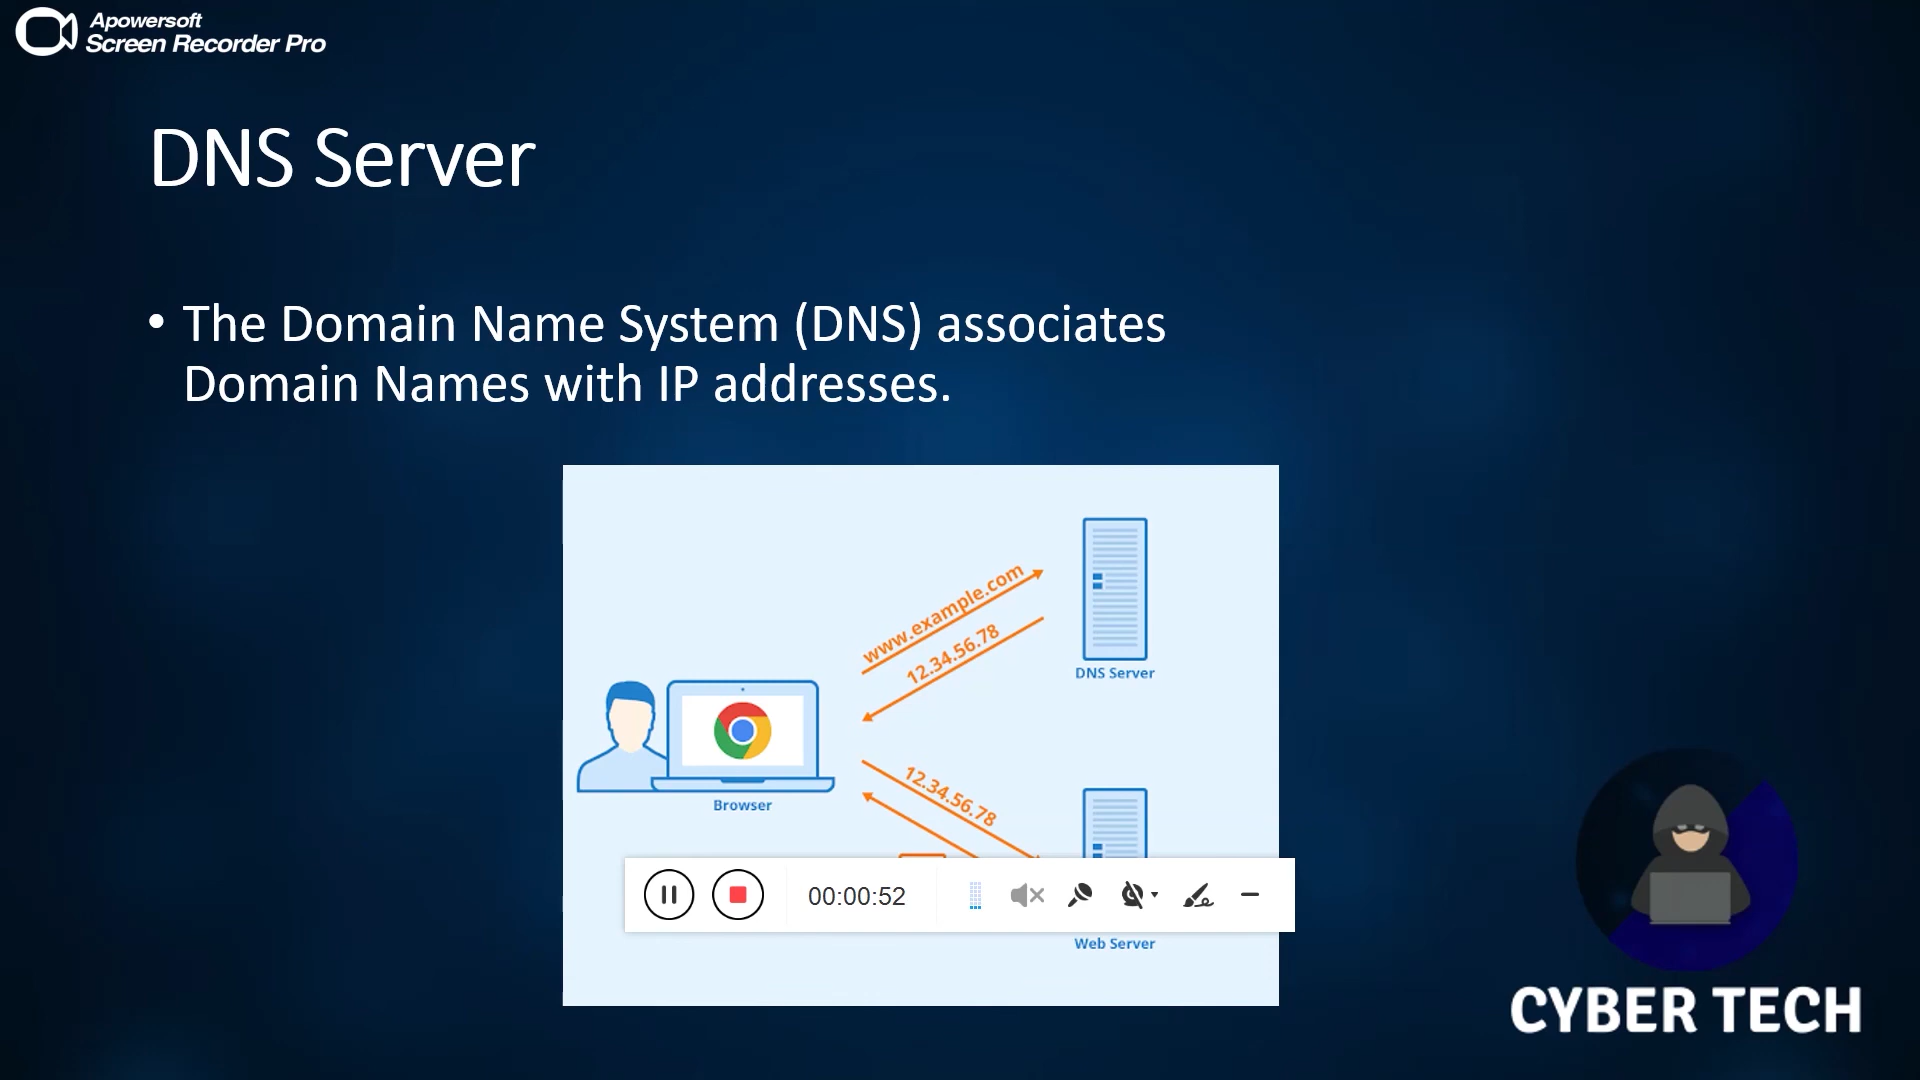 Apowersoft
Screen Recorder Pro
DNS Server
• The Domain Name System (DNS) associates
Domain Names with IP addresses.
www.example.com
12.34.56.78
DNS Server
Browser
12.34.56.78
00:00:52
Web Server
CYBER TECH